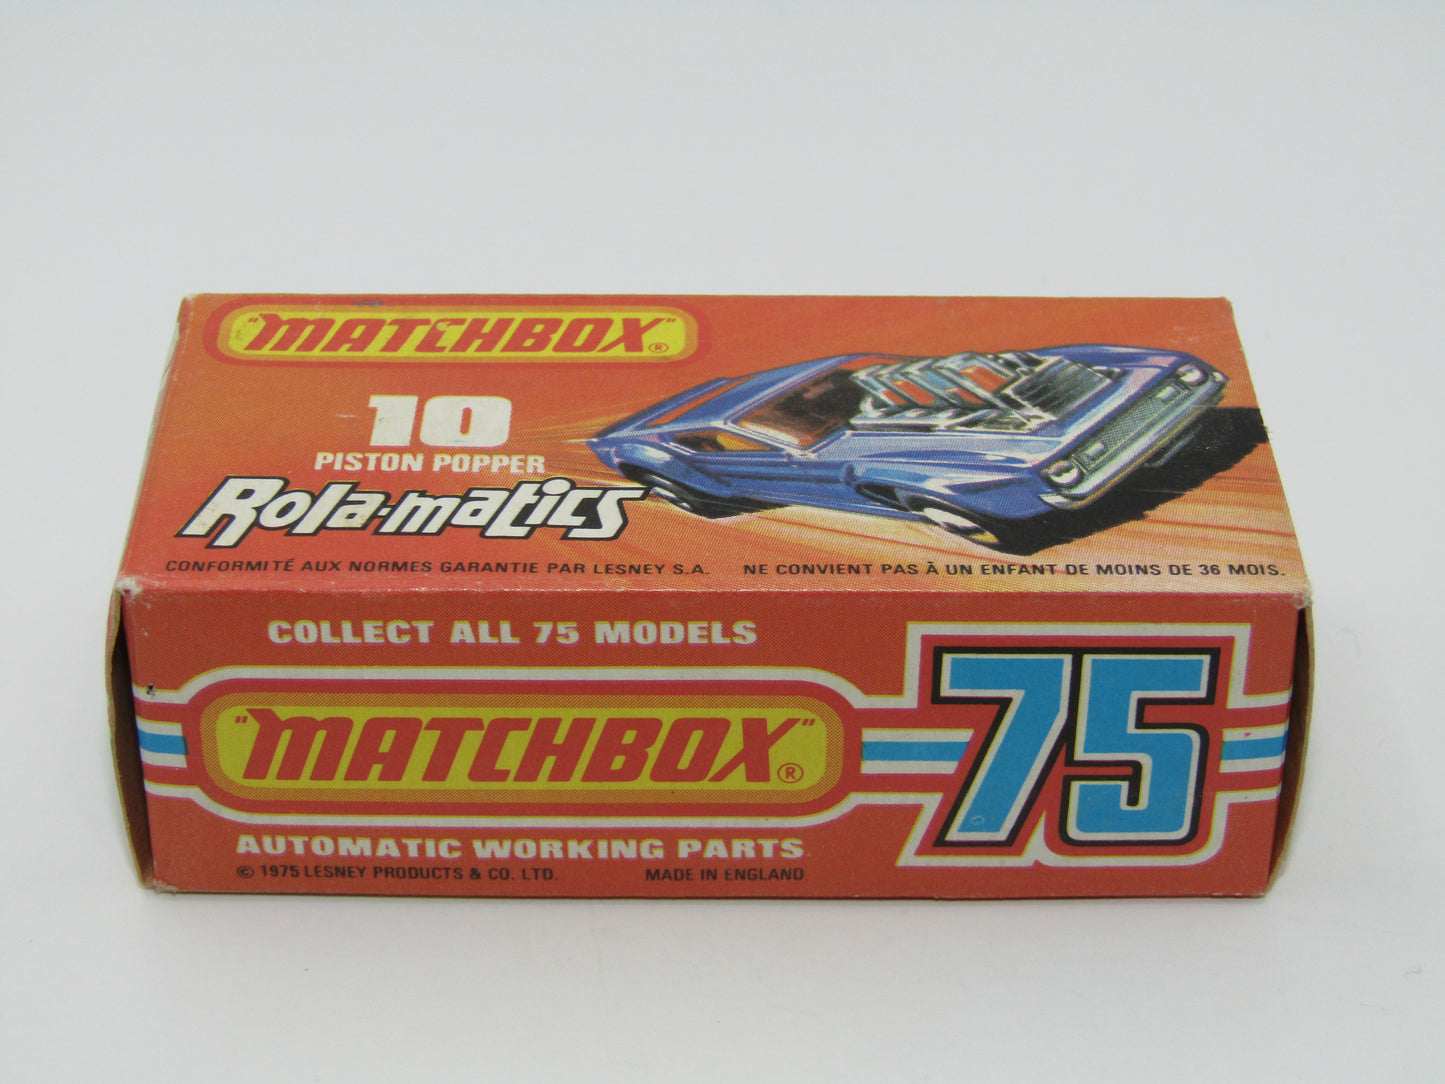 "MATCHBOX"®
10
PISTON POPPER
Rola-matics
CONFORMITÉ AUX NORMES GARANTIE PAR LESNEY S.A. NE CONVIENT PAS À UN ENFANT DE MOINS DE 36 MOIS.
COLLECT ALL 75 MODELS
"MATCHBOX"®
75
AUTOMATIC WORKING PARTS
© 1975 LESNEY PRODUCTS & CO. LTD. MADE IN ENGLAND